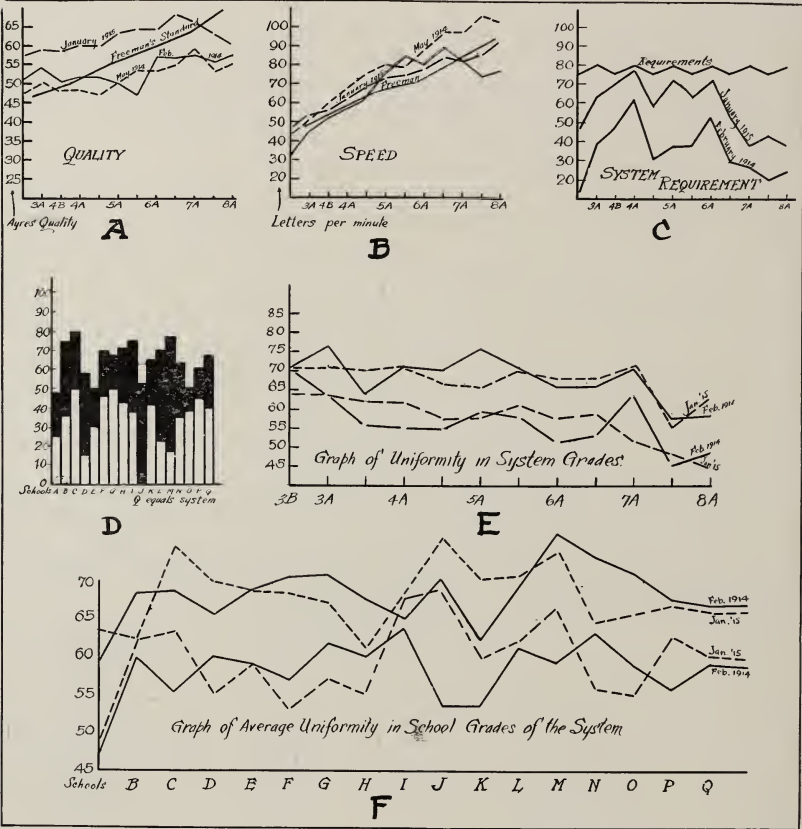 65
60
55
50
45
40
35
30
25
January 1915
Freeman's Standard
Feb. 1914
May 1914
QUALITY
3A 4B 4A 5A 6A 7A 8A
Ayres Quality
A
100
90
80
70
60
50
40
30
20
May 1914
January 1915
Freeman
SPEED
3A 4B 4A 5A 6A 7A 8A
Letters per minute
B
100
90
80
70
60
50
40
30
20
Requirements
January 1915
February 1914
SYSTEM REQUIREMENT
3A 4B 4A 5A 6A 7A 8A
C
100
90
80
70
60
50
40
30
20
10
0
Schools A B C D E F G H I J K L M N O P Q
Q equals system
D
85
80
75
70
65
60
55
50
45
Jan. '15
Feb. 1914
Feb 1914
Jan '15
Graph of Uniformity in System Grades.
3B 3A 4A 5A 6A 7A 8A
E
70
65
60
55
50
45
Feb. 1914
Jan. '15
Jan '15
Feb. 1914
Graph of Average Uniformity in School Grades of the System
Schools B C D E F G H I J K L M N O P Q
F